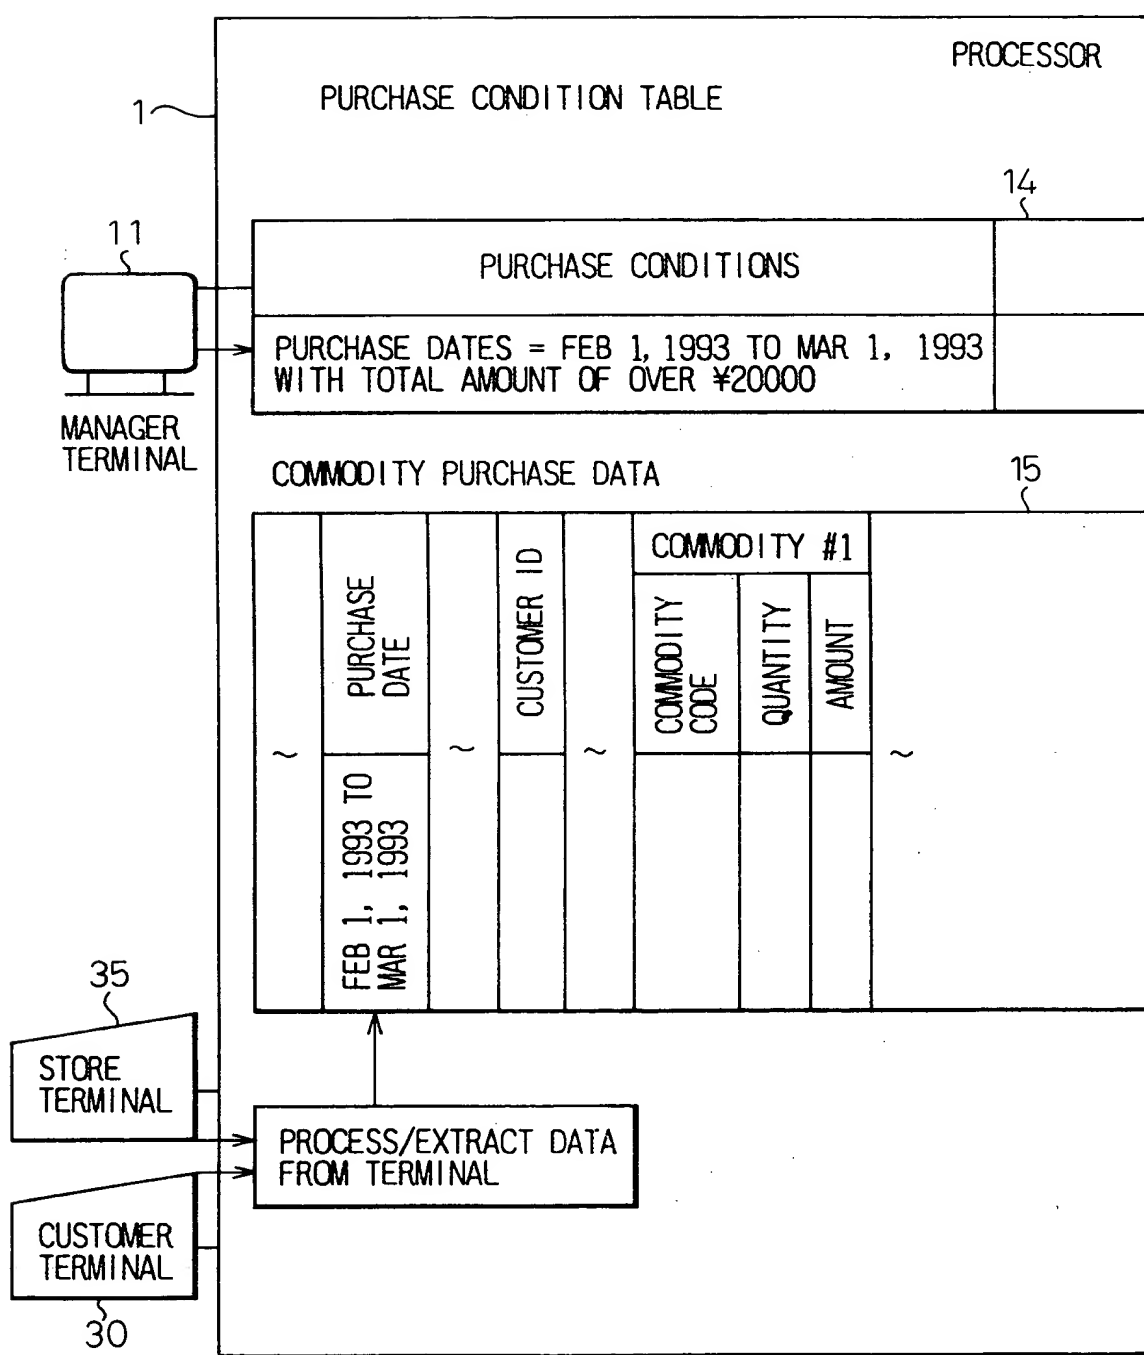 PROCESSOR
PURCHASE CONDITION TABLE
1
14
11
PURCHASE CONDITIONS
PURCHASE DATES = FEB 1, 1993 TO MAR 1, 1993
WITH TOTAL AMOUNT OF OVER ¥20000
MANAGER
TERMINAL
COMMODITY PURCHASE DATA
15
~
PURCHASE
DATE
~
CUSTOMER ID
~
COMMODITY #1
COMMODITY
CODE
QUANTITY
AMOUNT
~
FEB 1, 1993 TO
MAR 1, 1993
35
STORE
TERMINAL
PROCESS/EXTRACT DATA
FROM TERMINAL
CUSTOMER
TERMINAL
30